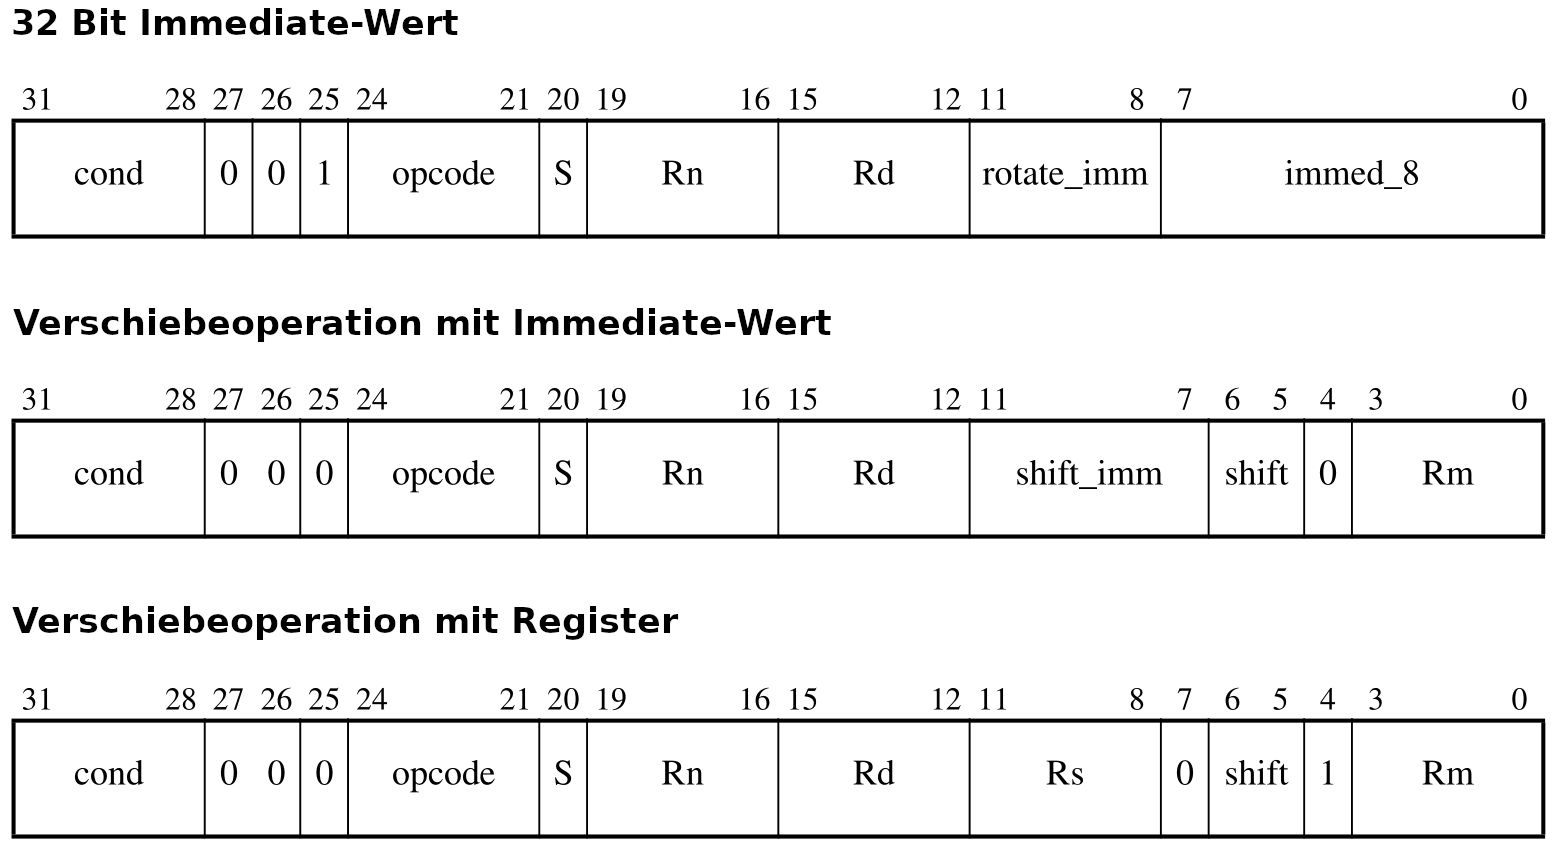 32 Bit Immediate-Wert
31 28 27 26 25 24 21 20 19 16 15 12 11 8 7 0
cond 0 0 1 opcode S Rn Rd rotate_imm immed_8
Verschiebeoperation mit Immediate-Wert
31 28 27 26 25 24 21 20 19 16 15 12 11 7 6 5 4 3 0
cond 0 0 0 opcode S Rn Rd shift_imm shift 0 Rm
Verschiebeoperation mit Register
31 28 27 26 25 24 21 20 19 16 15 12 11 8 7 6 5 4 3 0
cond 0 0 0 opcode S Rn Rd Rs 0 shift 1 Rm